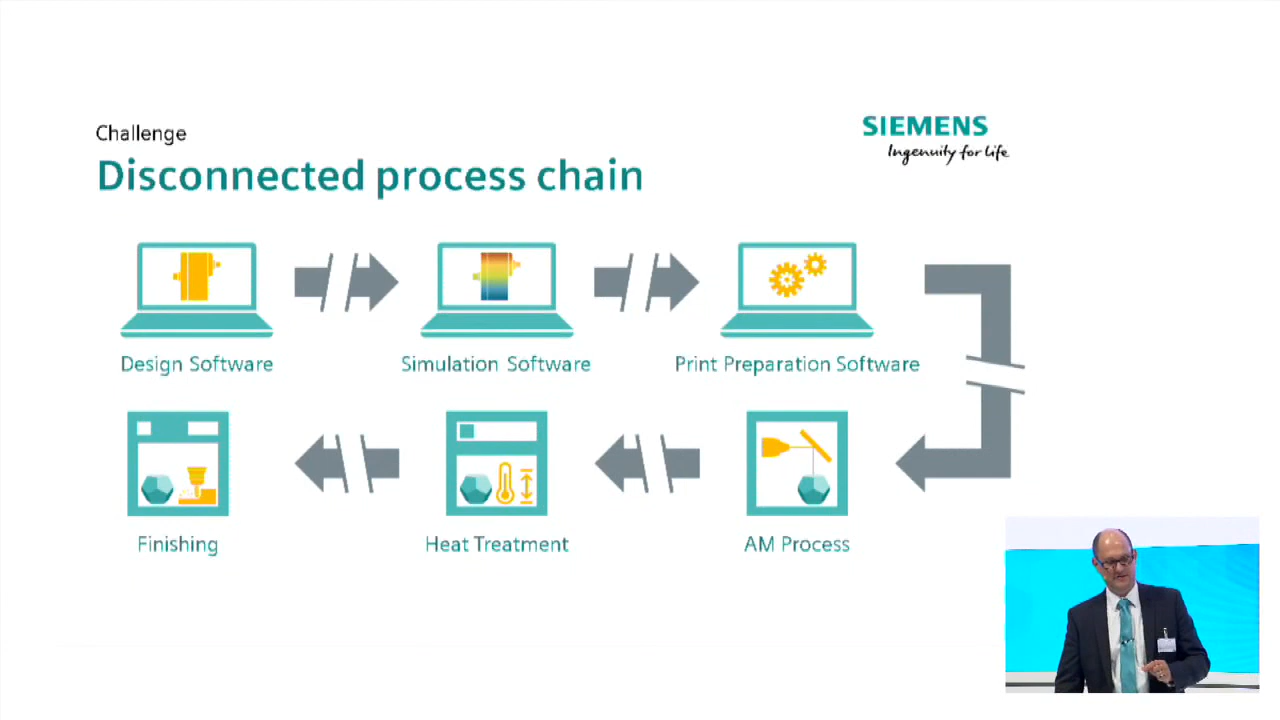 Challenge
SIEMENS
Ingenuity for life
Disconnected process chain
Design Software
Simulation Software
Print Preparation Software
Finishing
Heat Treatment
AM Process